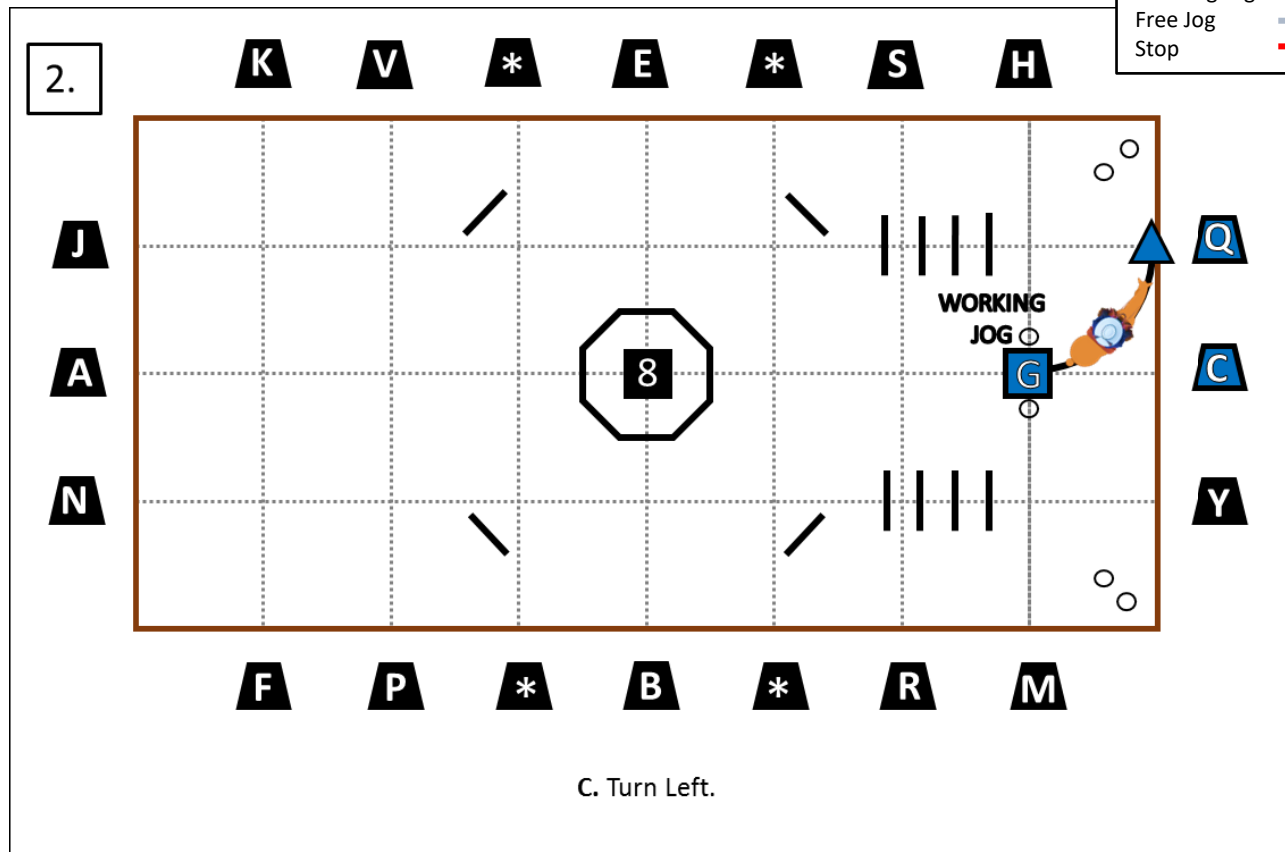 Free Jog
Stop
2.
K V * E * S H
J
Q
WORKING
JOG
A
8
G
C
N
Y
F P * B * R M
C. Turn Left.